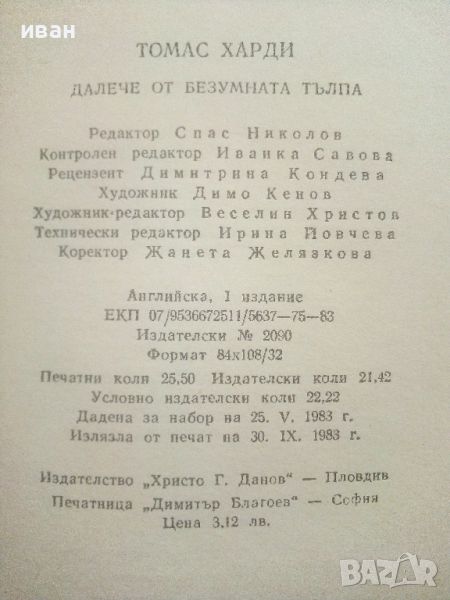 иван
ТОМАС ХАРДИ
ДАЛЕЧЕ ОТ БЕЗУМНАТА ТЪЛПА
Редактор Спас Николов
Контролен редактор Иванка Савова
Рецензент Димитрина Кондева
Художник Димо Кенов
Художник-редактор Веселин Христов
Технически редактор Ирина Йовчева
Коректор Жанета Желязкова
Английска, I издание
ЕКП 07/9536672511/5637—75—83
Издателски № 2090
Формат 84х108/32
Печатни коли 25,50 Издателски коли 21,42
Условно издателски коли 22,22
Дадена за набор на 25. V. 1983 г.
Излязла от печат на 30. IX. 1983 г.
Издателство „Христо Г. Данов“ — Пловдив
Печатница „Димитър Благоев“ — София
Цена 3,12 лв.
BAZAR